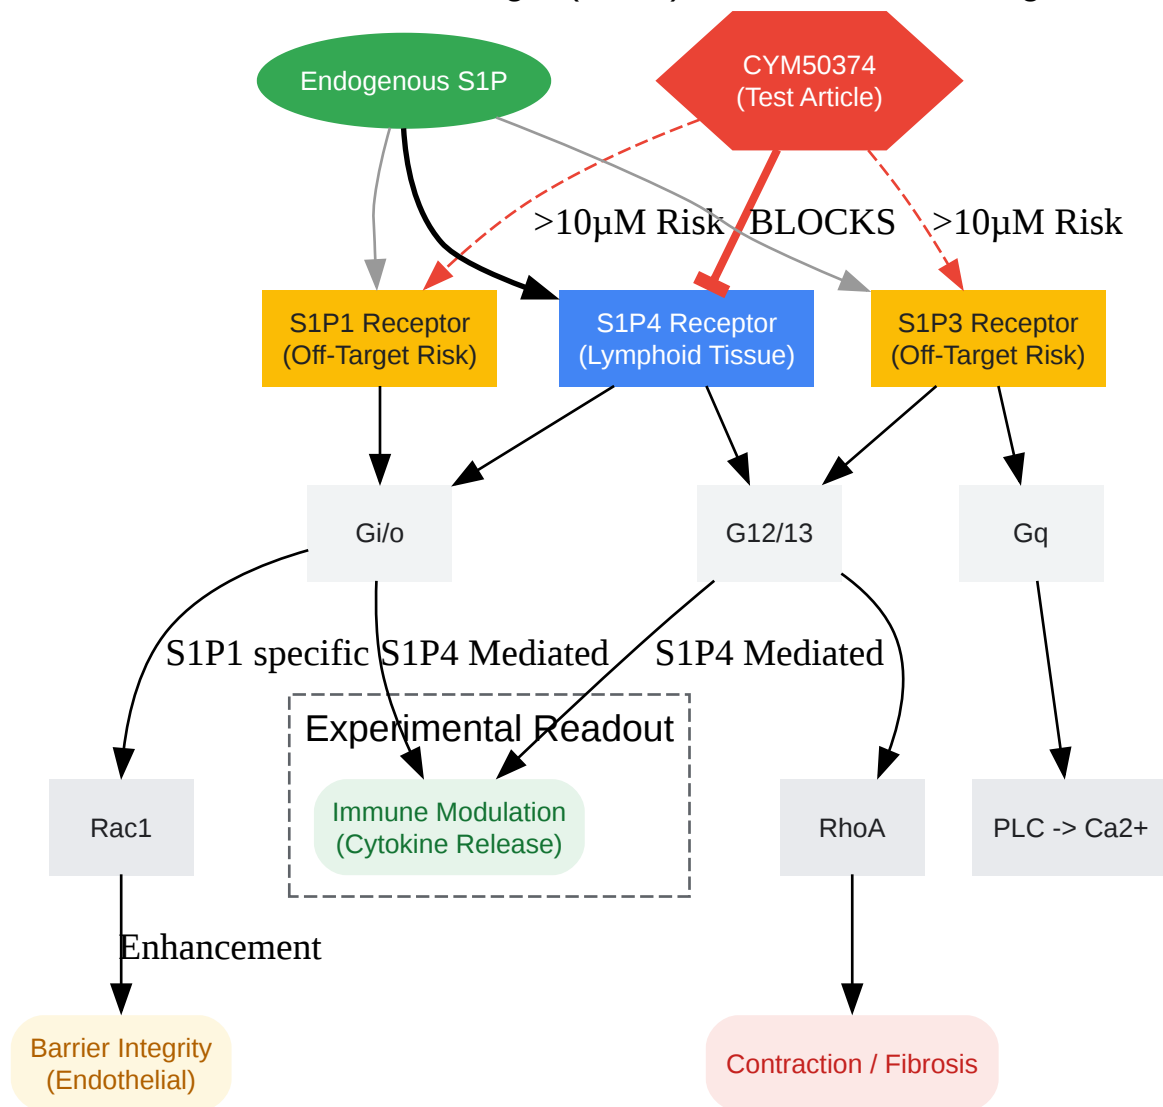 Endogenous S1P
CYM50374
(Test Article)
>10µM Risk
BLOCKS
>10µM Risk
S1P1 Receptor
(Off-Target Risk)
S1P4 Receptor
(Lymphoid Tissue)
S1P3 Receptor
(Off-Target Risk)
Gi/o
G12/13
Gq
S1P1 specific
S1P4 Mediated
S1P4 Mediated
Experimental Readout
Immune Modulation
(Cytokine Release)
Rac1
RhoA
PLC -> Ca2+
Enhancement
Barrier Integrity
(Endothelial)
Contraction / Fibrosis